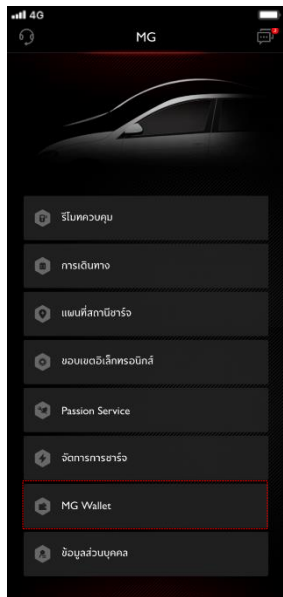 4G
MG
รีโมทควบคุม
การเดินทาง
แผนที่สถานีชาร์จ
ขอบเขตอิเล็กทรอนิกส์
Passion Service
จัดการการชาร์จ
MG Wallet
ข้อมูลส่วนบุคคล